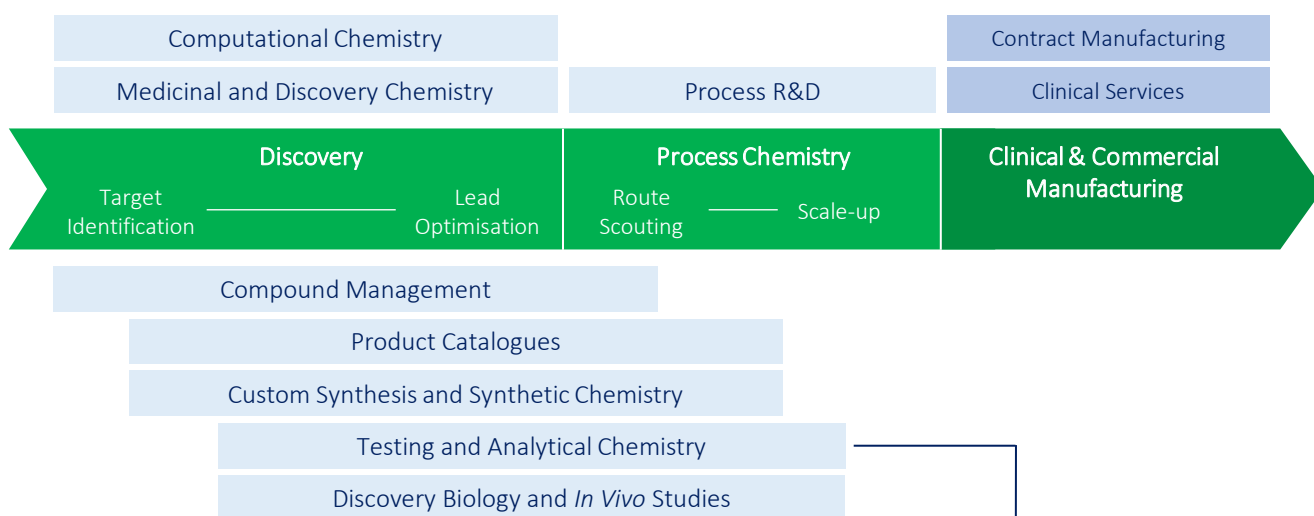 Computational Chemistry
Contract Manufacturing
Medicinal and Discovery Chemistry
Process R&D
Clinical Services
Discovery
Process Chemistry
Clinical & Commercial
Manufacturing
Target
Identification
Lead
Optimisation
Route
Scouting
Scale-up
Compound Management
Product Catalogues
Custom Synthesis and Synthetic Chemistry
Testing and Analytical Chemistry
Discovery Biology and In Vivo Studies